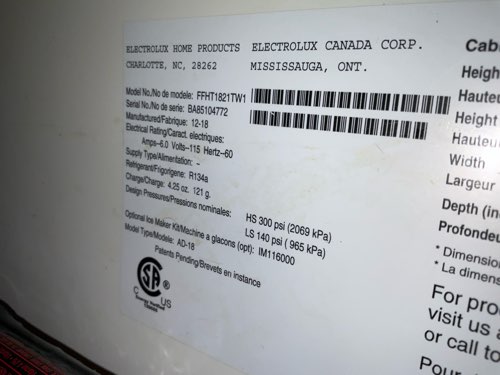 ELECTROLUX HOME PRODUCTS ELECTROLUX CANADA CORP.
CHARLOTTE, NC, 28262 MISSISSAUGA, ONT.
Model No./No de modele: FFHT1821TW1
Serial No./No de serie: BA85104772
Manufactured/Fabrique: 12-18
Electrical Rating/Caract. electriques:
Amps–6.0 Volts–115 Hertz–60
Supply Type/Alimentation: -
Refrigerant/Frigorigene: R134a
Charge/Charge: 4.25 oz. 121 g.
Design Pressures/Pressions nominales: HS 300 psi (2069 kPa)
LS 140 psi ( 965 kPa)
Optional Ice Maker Kit/Machine a glacons (opt): IM116000
Model Type/Modele: AD-18
Patents Pending/Brevets en instance
SA ®
C US
Cabi
Heigh
Hauteu
Height
Hauteu
Width
Largeur
Depth (in
Profonde
* Dimensio
* La dimens
For pro
visit us a
or call to
Pour